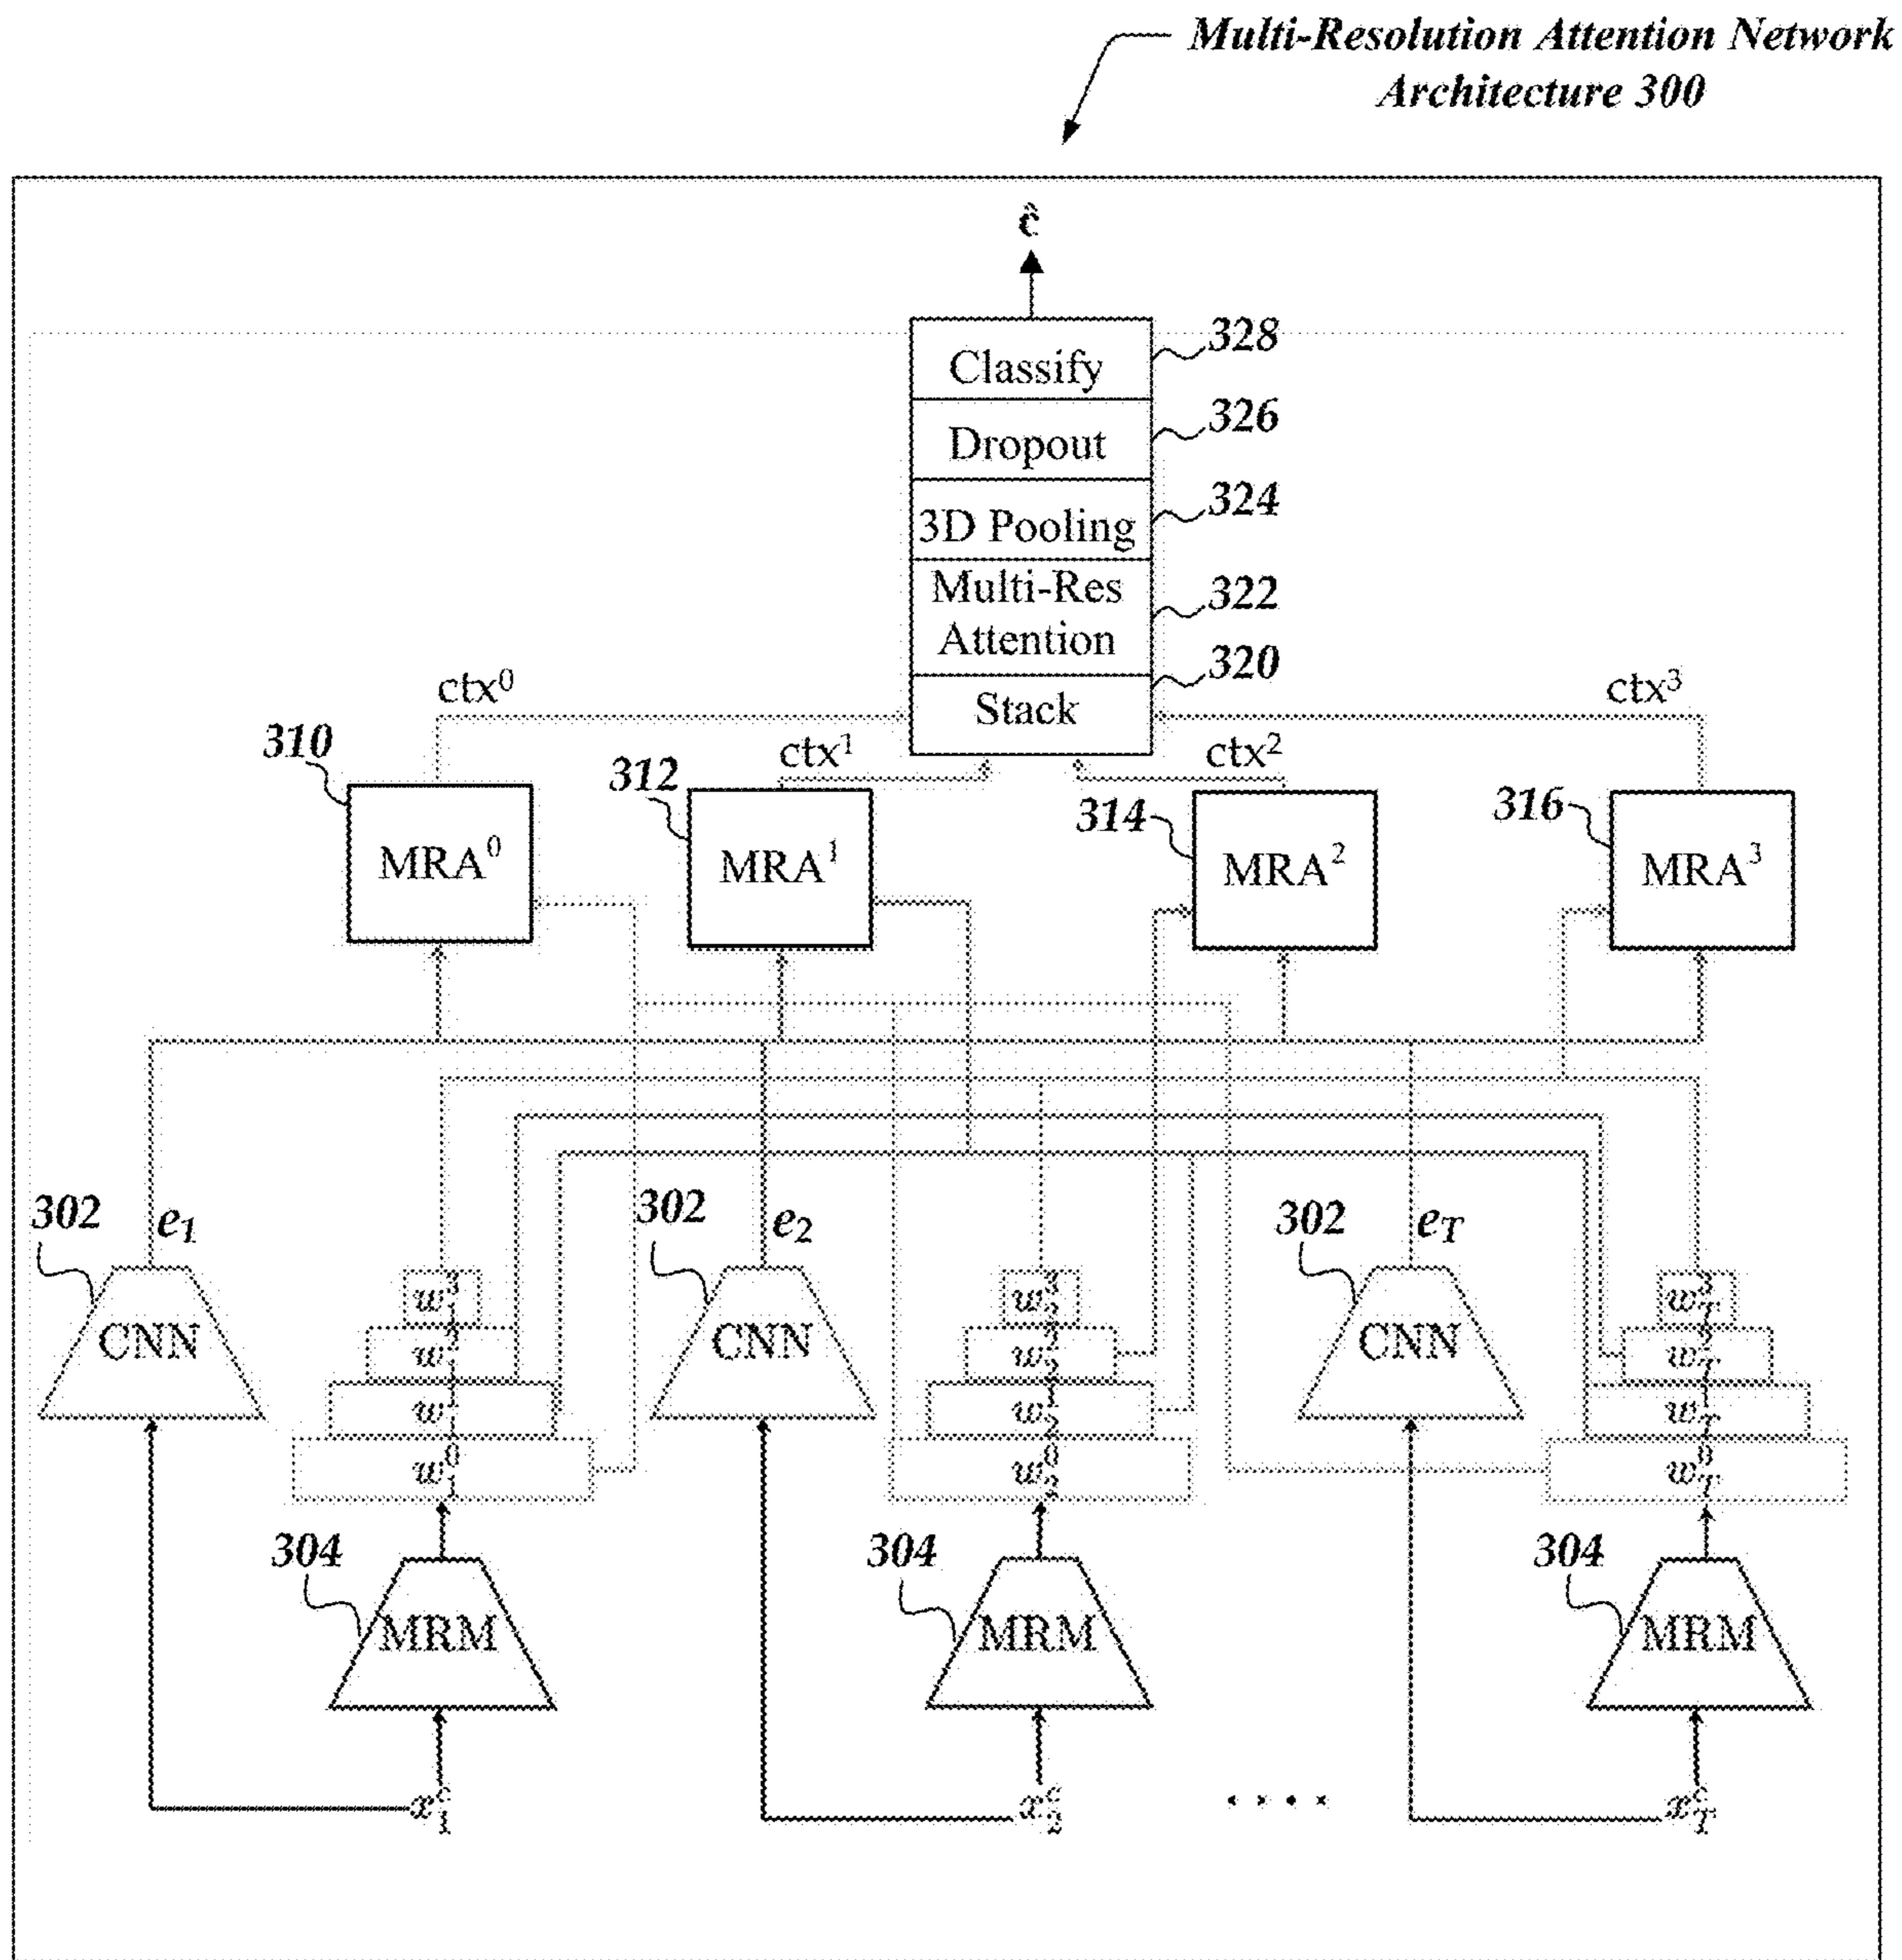 Multi-Resolution Attention Network
Architecture 300
ĉ
Classify
328
Dropout
326
3D Pooling
324
Multi-Res
Attention
322
Stack
320
ctx⁰
ctx¹
ctx²
ctx³
310
312
314
316
MRA⁰
MRA¹
MRA²
MRA³
302
e₁
302
e₂
302
e_T
CNN
CNN
CNN
w₁³
w₂³
w_T³
w₁²
w₂²
w_T²
w₁¹
w₂¹
w_T¹
w₁⁰
w₂⁰
w_T⁰
304
304
304
MRM
MRM
MRM
x₁ᶜ
x₂ᶜ
. . . .
x_Tᶜ